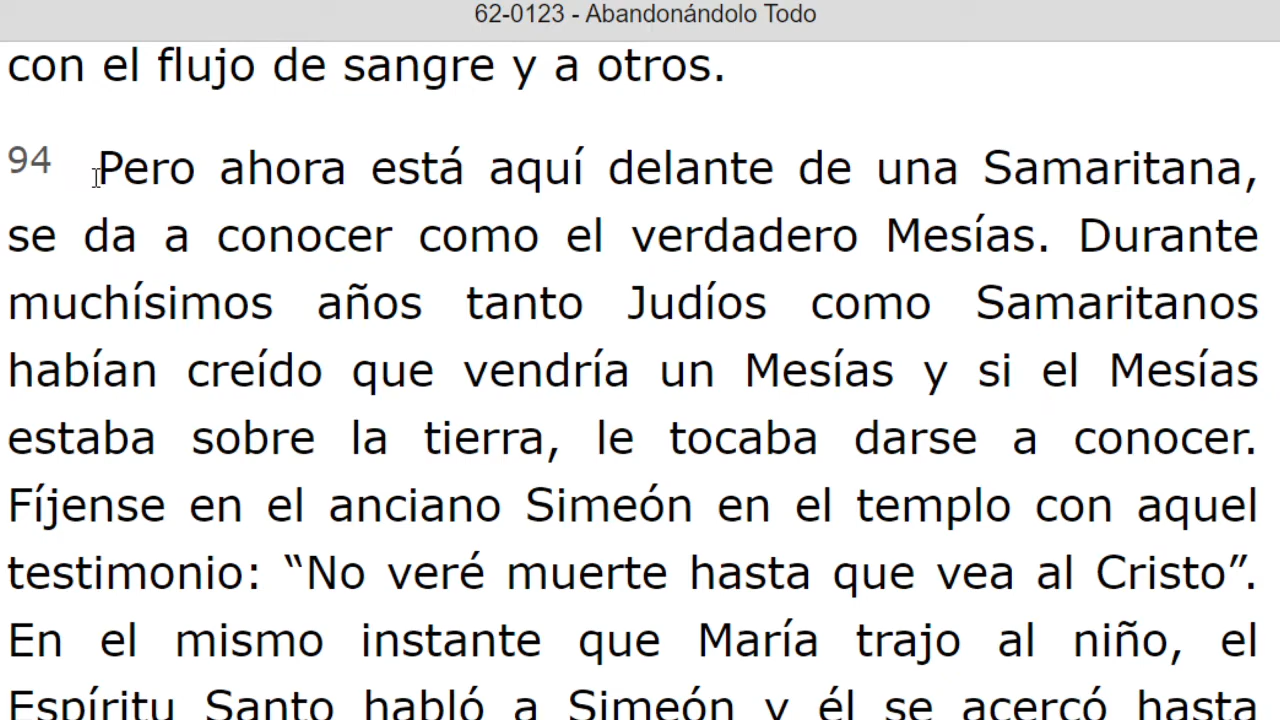 62-0123 - Abandonándolo Todo
con el flujo de sangre y a otros.
94 Pero ahora está aquí delante de una Samaritana,
se da a conocer como el verdadero Mesías. Durante
muchísimos años tanto Judíos como Samaritanos
habían creído que vendría un Mesías y si el Mesías
estaba sobre la tierra, le tocaba darse a conocer.
Fíjense en el anciano Simeón en el templo con aquel
testimonio: “No veré muerte hasta que vea al Cristo”.
En el mismo instante que María trajo al niño, el
Espíritu Santo habló a Simeón y él se acercó hasta